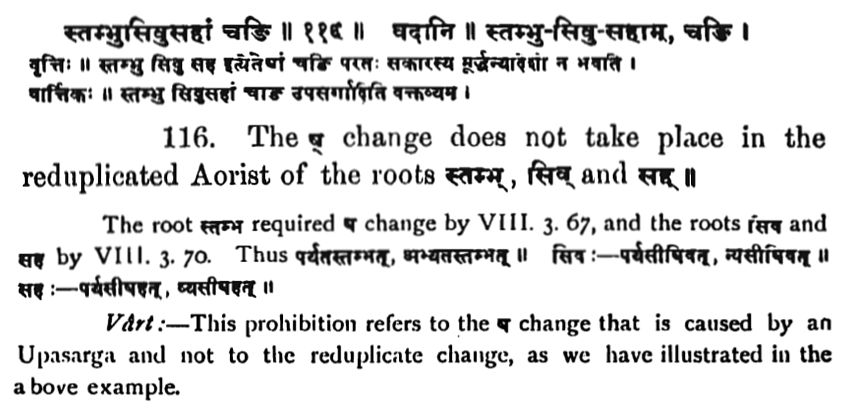 स्तम्भुसिवुसहां चङि ॥ ११६ ॥ पदानि ॥ स्तम्भु-सिवु-सहाम्, चङि ।
वृत्तिः ॥ स्तम्भु सिवु सह इत्येतेषां चङि परतः सकारस्य मूर्द्धन्यादेशो न भवति ।
वार्त्तिकः ॥ स्तम्भु सिवुसहां चङि उपसर्गादिति वक्तव्यम् ।
116. The ष् change does not take place in the
reduplicated Aorist of the roots स्तम्भ्, सिव् and सह् ॥
The root स्तम्भ required ष change by VIII. 3. 67, and the roots सिव and
सह by VIII. 3. 70. Thus पर्यतस्तम्भत्, अभ्यतस्तम्भत् ॥ सिव :—पर्यसीषिवत्, न्यसीषिवत् ॥
सह :—पर्यसीषहत्, व्यसीषहत् ॥
Vârt :—This prohibition refers to the ष change that is caused by an
Upasarga and not to the reduplicate change, as we have illustrated in the
above example.